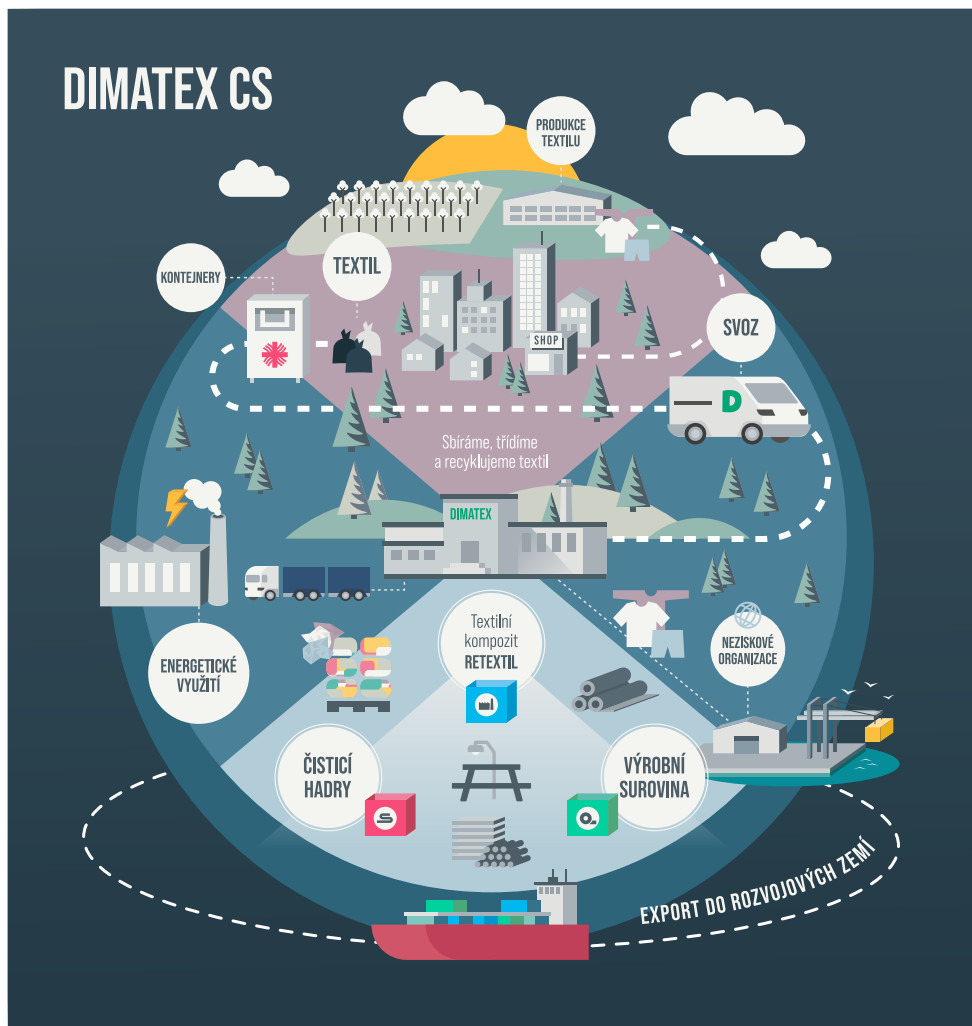 DIMATEX CS
PRODUKCE
TEXTILU
TEXTIL
KONTEJNERY
SHOP
SVOZ
D
Sbíráme, třídíme
a recyklujeme textil
DIMATEX
Textilní
kompozit
RETEXTIL
NEZISKOVÉ
ORGANIZACE
ENERGETICKÉ
VYUŽITÍ
ČISTICÍ
HADRY
VÝROBNÍ
SUROVINA
EXPORT DO ROZVOJOVÝCH ZEMÍ